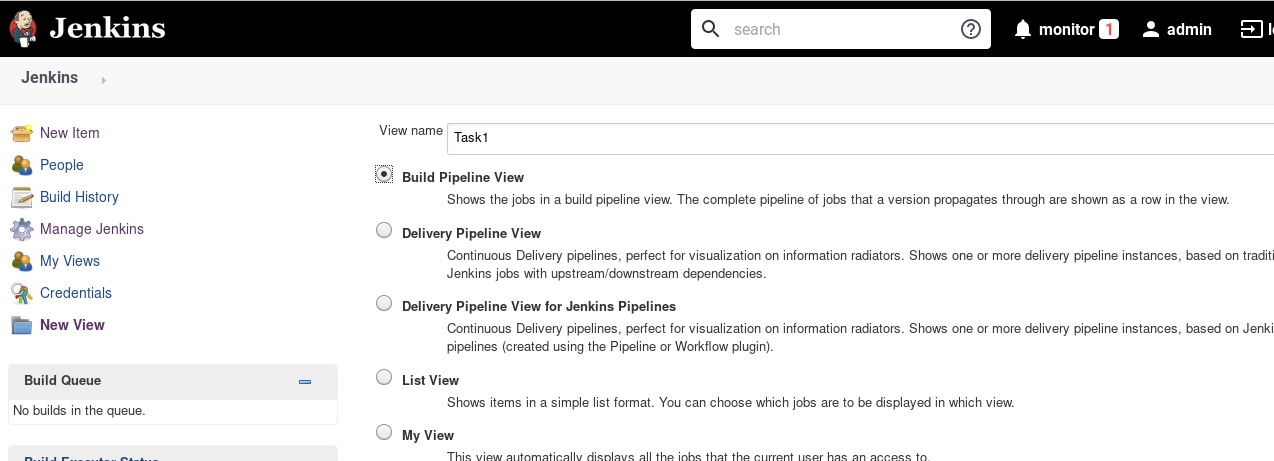 Jenkins
search
monitor 1
admin
Jenkins
New Item
People
Build History
Manage Jenkins
My Views
Credentials
New View
Build Queue
No builds in the queue.
Build Executor Status
View name Task1
Build Pipeline View
Shows the jobs in a build pipeline view. The complete pipeline of jobs that a version propagates through are shown as a row in the view.
Delivery Pipeline View
Continuous Delivery pipelines, perfect for visualization on information radiators. Shows one or more delivery pipeline instances, based on traditi
Jenkins jobs with upstream/downstream dependencies.
Delivery Pipeline View for Jenkins Pipelines
Continuous Delivery pipelines, perfect for visualization on information radiators. Shows one or more delivery pipeline instances, based on Jenki
pipelines (created using the Pipeline or Workflow plugin).
List View
Shows items in a simple list format. You can choose which jobs are to be displayed in which view.
My View
This view automatically displays all the jobs that the current user has an access to.